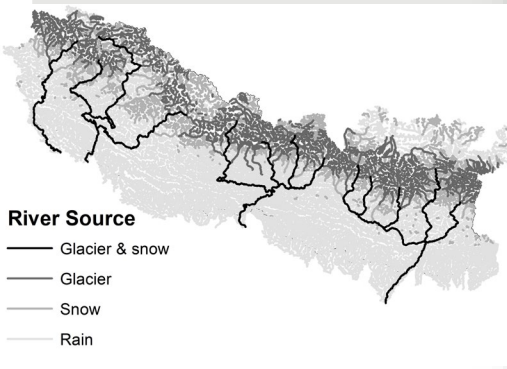 River Source
Glacier & snow
Glacier
Snow
Rain